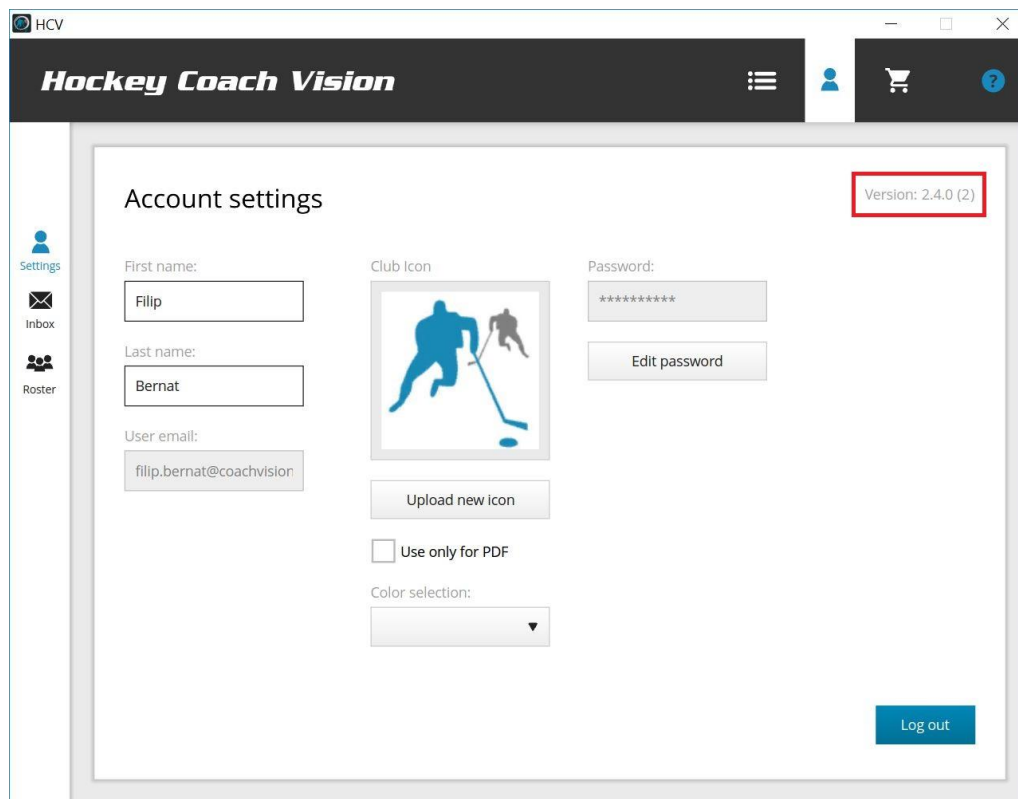 HCV
Hockey Coach Vision
?
Account settings
Version: 2.4.0 (2)
Settings
Inbox
Roster
First name:
Filip
Last name:
Bernat
User email:
filip.bernat@coachvision
Club Icon
Upload new icon
Use only for PDF
Color selection:
Password:
**********
Edit password
Log out